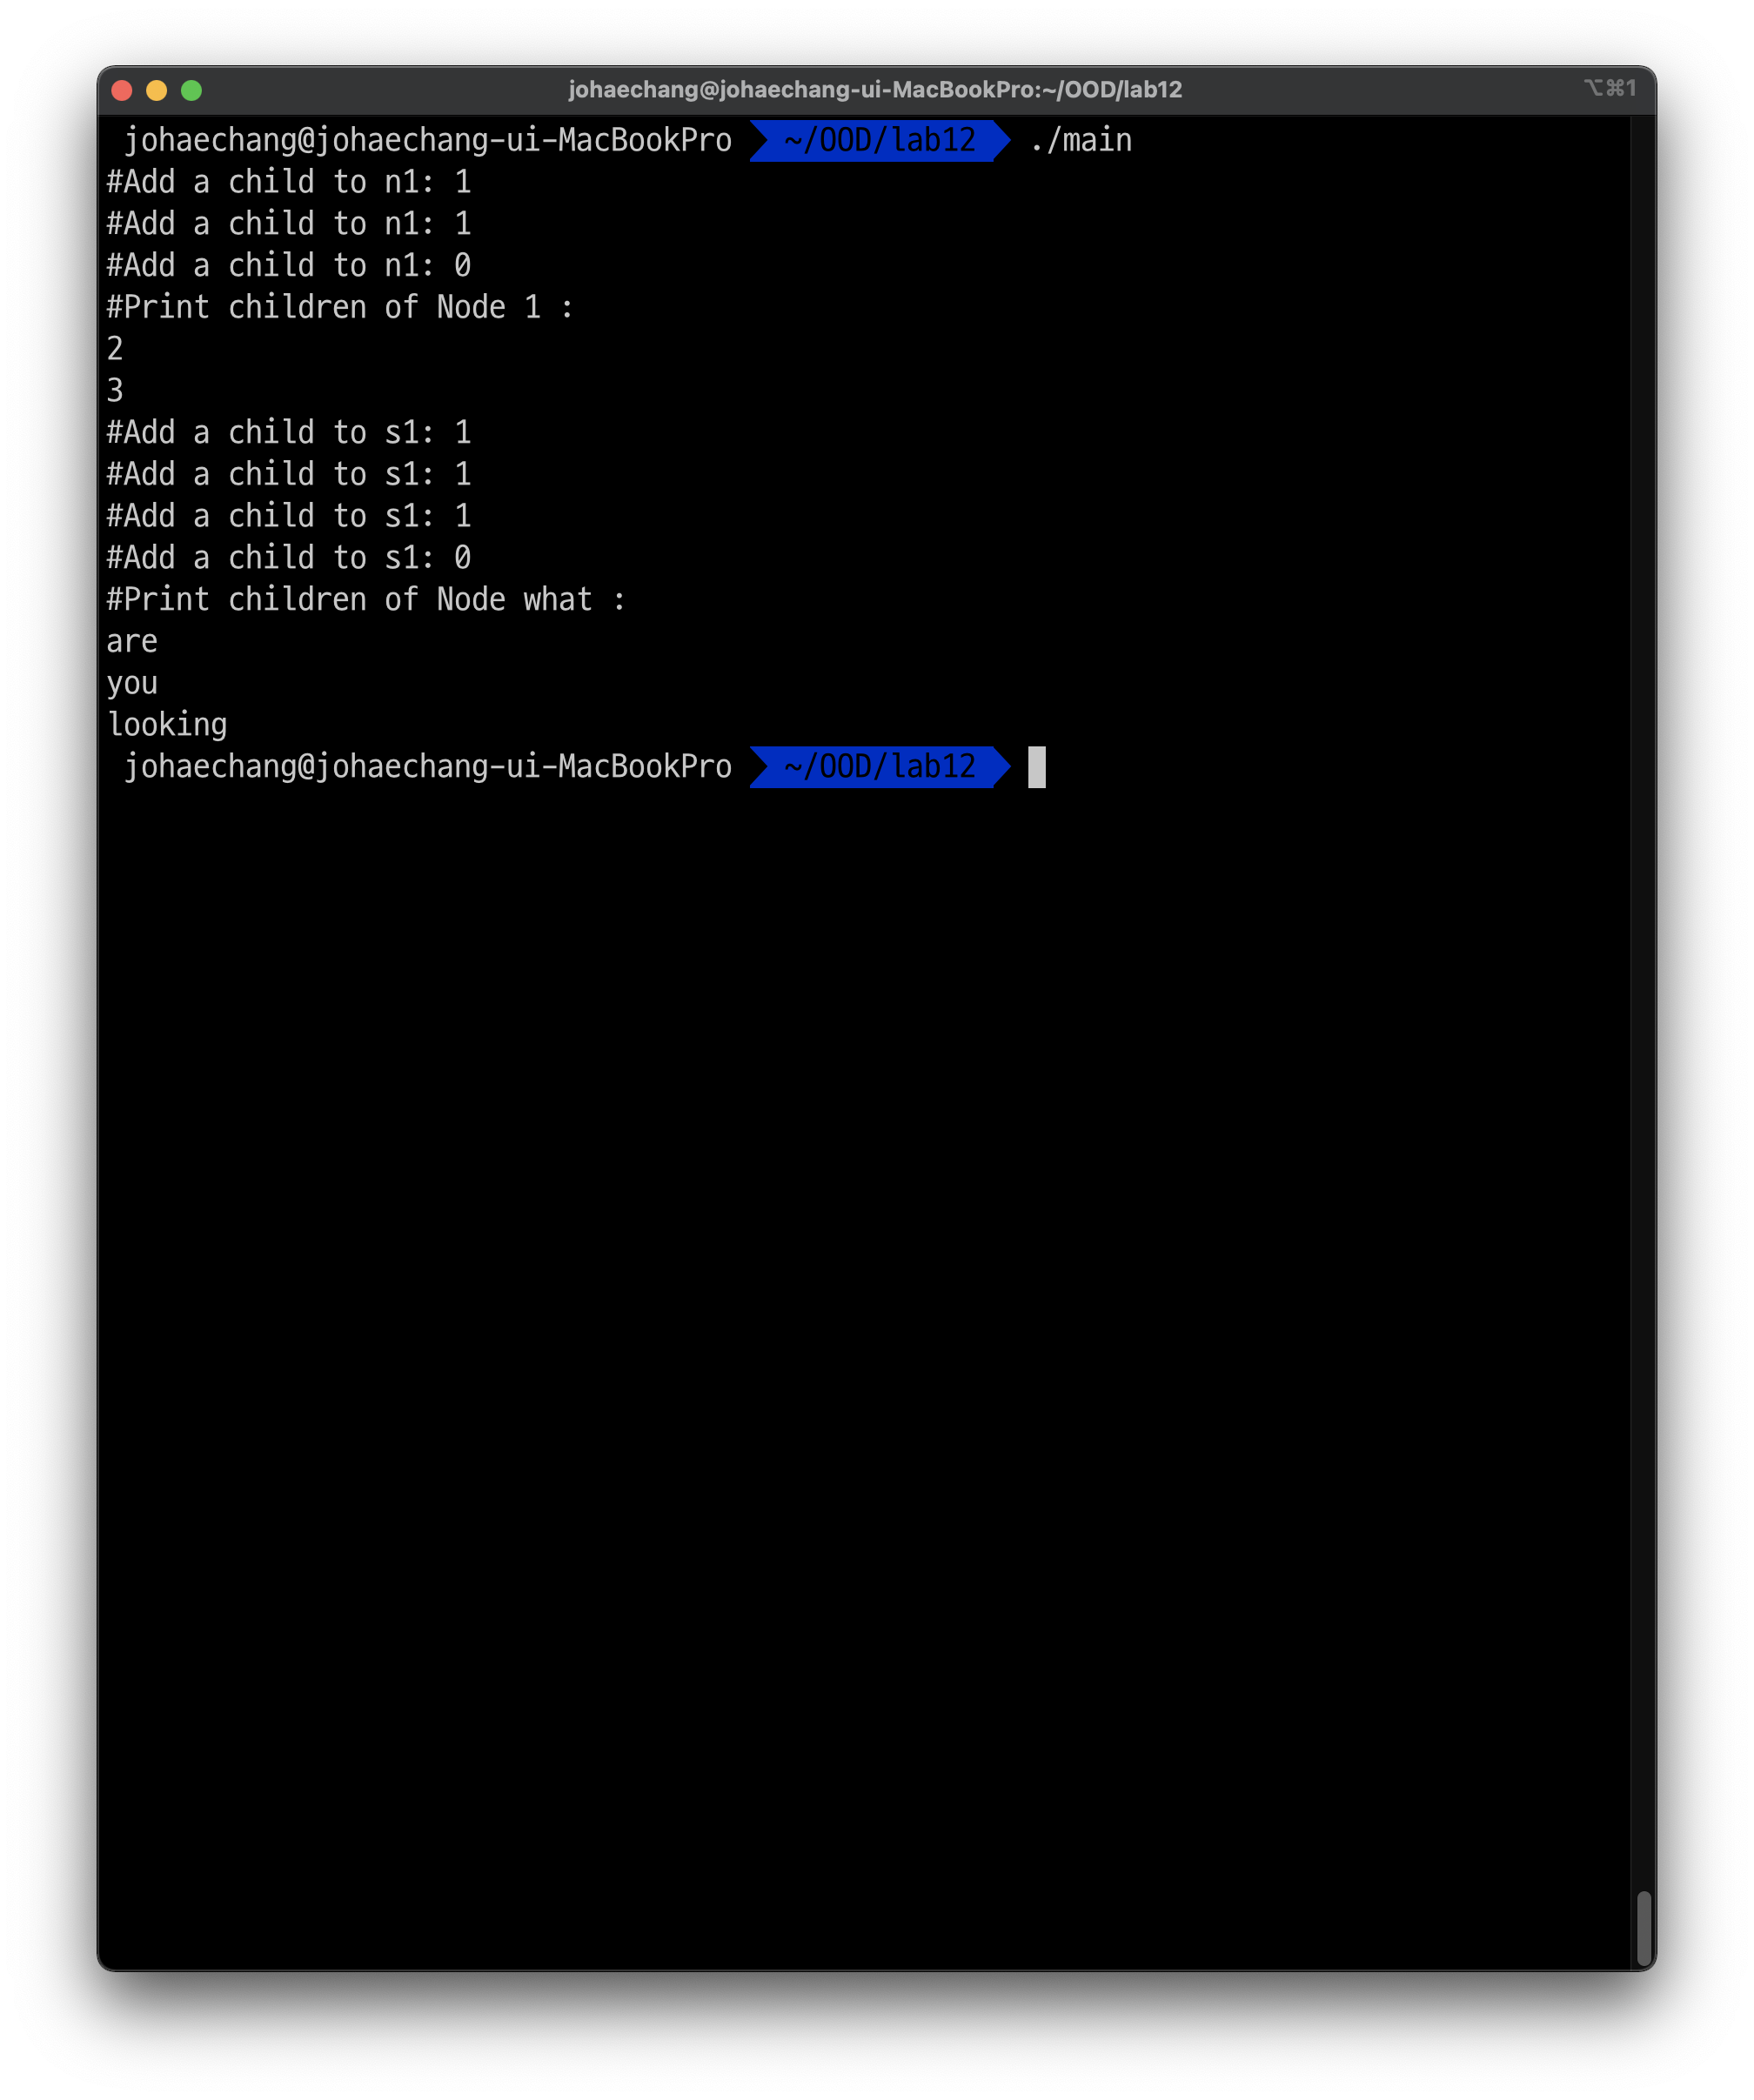 johaechang@johaechang-ui-MacBookPro:~/OOD/lab12 ⌥⌘1
johaechang@johaechang-ui-MacBookPro ~/OOD/lab12 ./main
#Add a child to n1: 1
#Add a child to n1: 1
#Add a child to n1: 0
#Print children of Node 1 :
2
3
#Add a child to s1: 1
#Add a child to s1: 1
#Add a child to s1: 1
#Add a child to s1: 0
#Print children of Node what :
are
you
looking
johaechang@johaechang-ui-MacBookPro ~/OOD/lab12